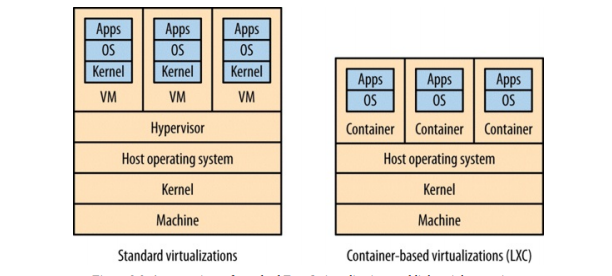 Apps Apps Apps
OS OS OS
Kernel Kernel Kernel
VM VM VM
Hypervisor
Host operating system
Kernel
Machine
Standard virtualizations
Apps Apps Apps
OS OS OS
Container Container Container
Host operating system
Kernel
Machine
Container-based virtualizations (LXC)